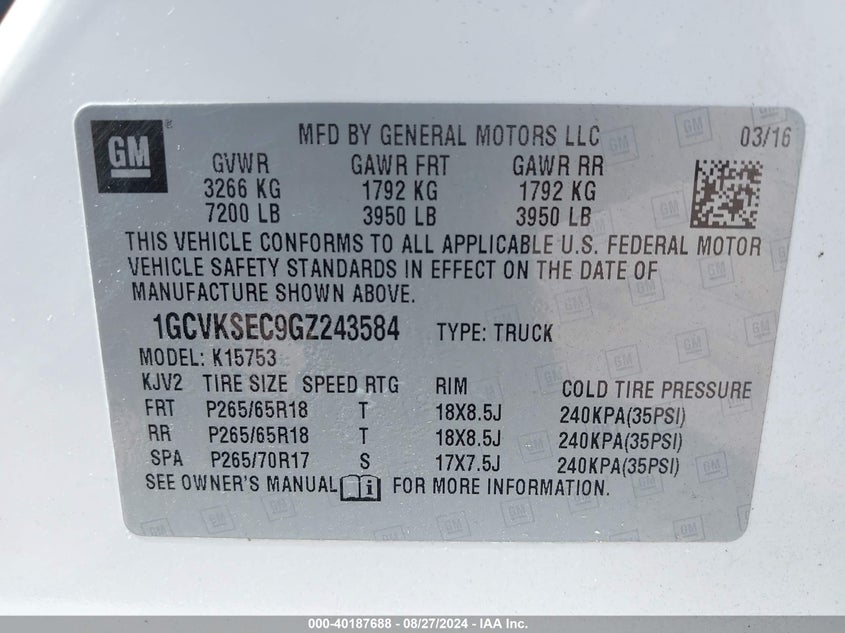 GM
MFD BY GENERAL MOTORS LLC 03/16
GVWR GAWR FRT GAWR RR
3266 KG 1792 KG 1792 KG
7200 LB 3950 LB 3950 LB
THIS VEHICLE CONFORMS TO ALL APPLICABLE U.S. FEDERAL MOTOR
VEHICLE SAFETY STANDARDS IN EFFECT ON THE DATE OF
MANUFACTURE SHOWN ABOVE.
1GCVKSEC9GZ243584 TYPE: TRUCK
MODEL: K15753
KJV2 TIRE SIZE SPEED RTG RIM COLD TIRE PRESSURE
FRT P265/65R18 T 18X8.5J 240KPA(35PSI)
RR P265/65R18 T 18X8.5J 240KPA(35PSI)
SPA P265/70R17 S 17X7.5J 240KPA(35PSI)
SEE OWNER'S MANUAL i FOR MORE INFORMATION.
000-40187688 - 08/27/2024 - IAA Inc.